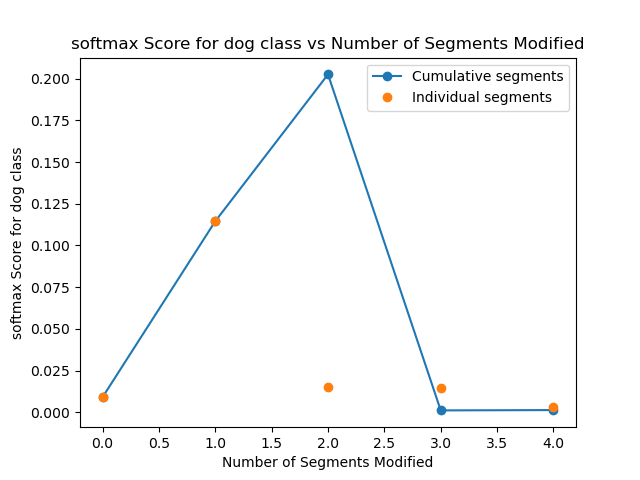 softmax Score for dog class vs Number of Segments Modified
Cumulative segments
Individual segments
softmax Score for dog class
0.200
0.175
0.150
0.125
0.100
0.075
0.050
0.025
0.000
0.0 0.5 1.0 1.5 2.0 2.5 3.0 3.5 4.0
Number of Segments Modified